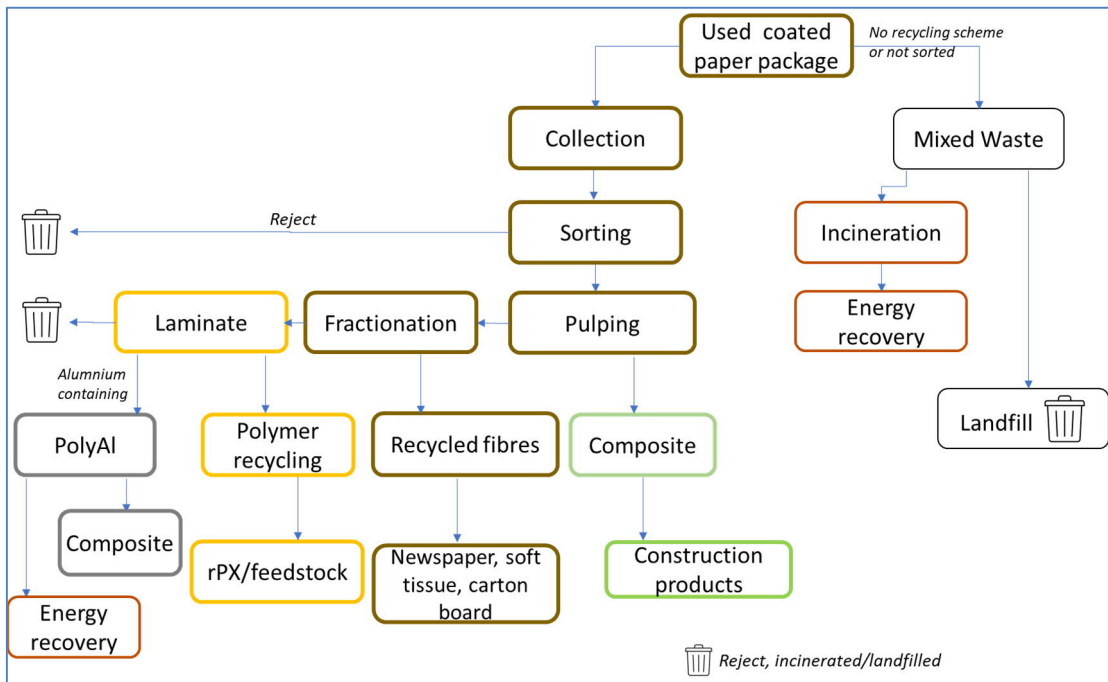 Used coated
paper package
No recycling scheme
or not sorted
Collection
Mixed Waste
Reject
Sorting
Incineration
Laminate
Fractionation
Pulping
Energy
recovery
Alumnium
containing
PolyAl
Polymer
recycling
Recycled fibres
Composite
Landfill
Composite
rPX/feedstock
Newspaper, soft
tissue, carton
board
Construction
products
Energy
recovery
Reject, incinerated/landfilled